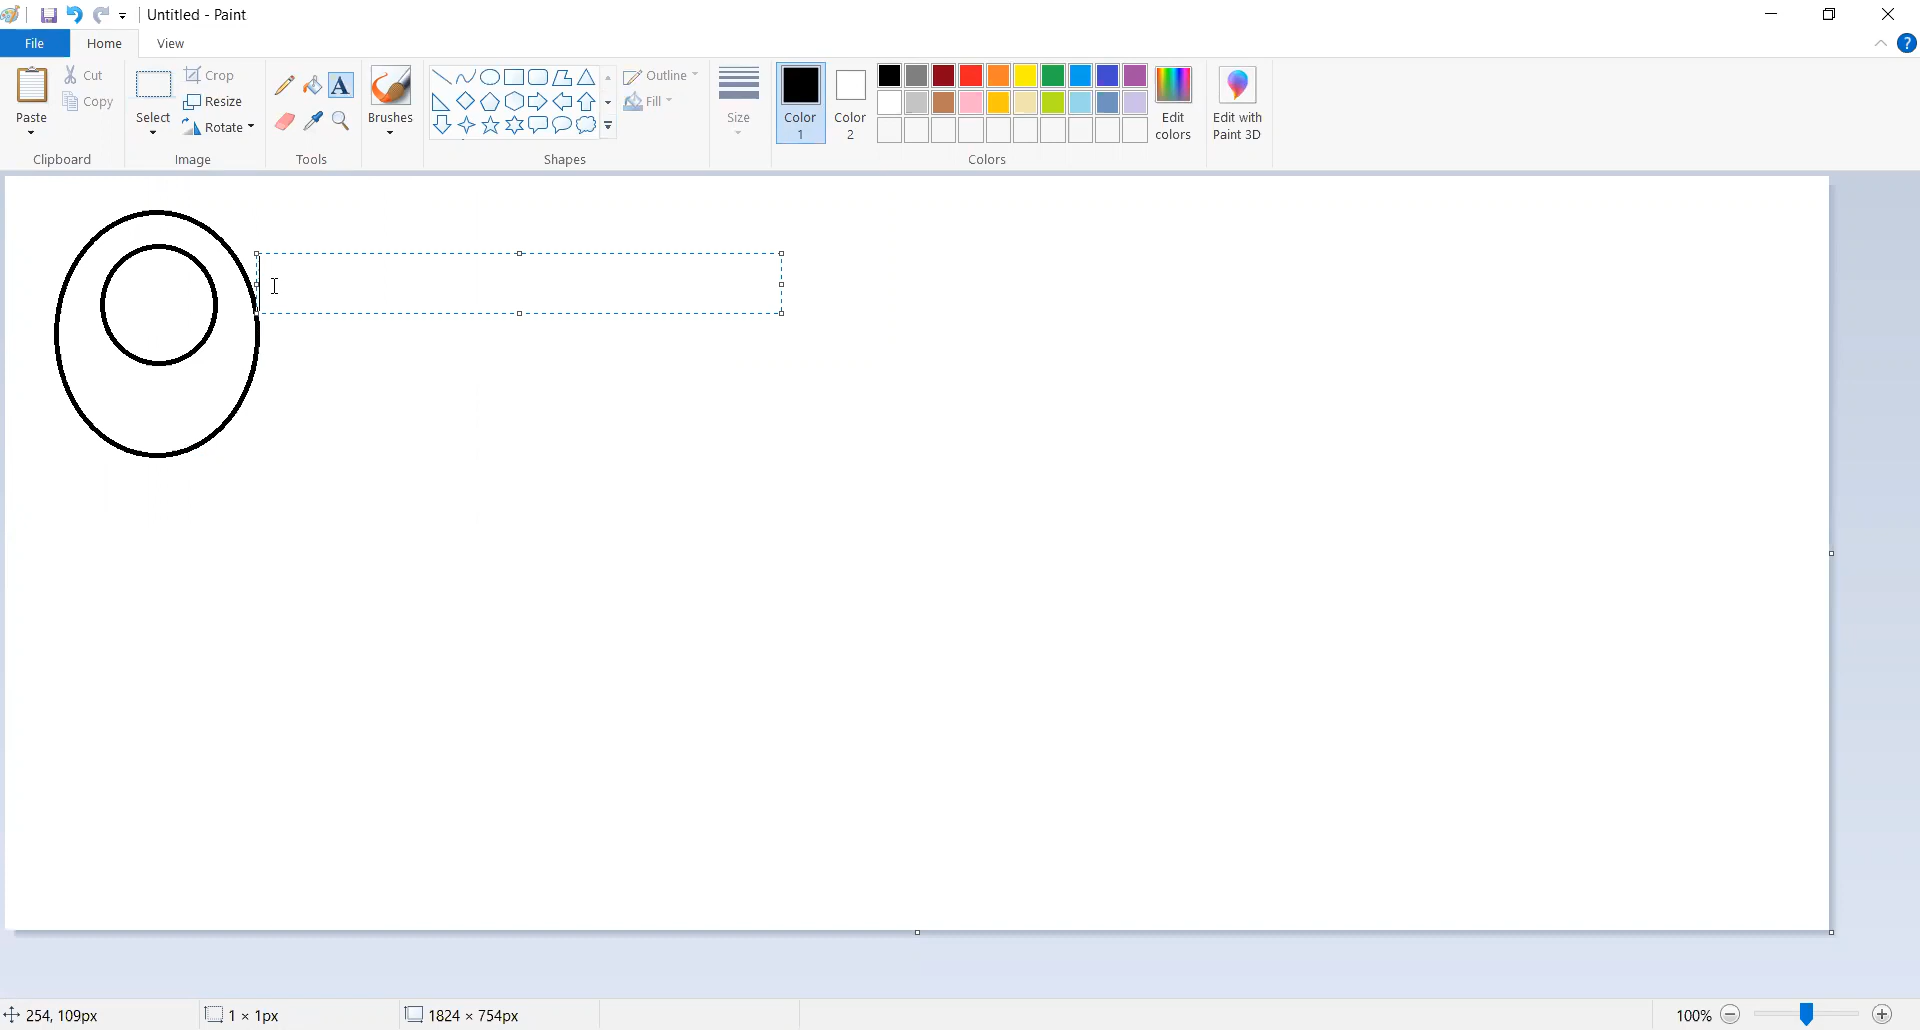 Untitled - Paint
File Home View
Paste Cut Copy Clipboard
Select Crop Resize Rotate Image
A Tools
Brushes
Outline Fill Shapes
Size
Color 1 Color 2 Edit colors Colors
Edit with Paint 3D
?
254, 109px 1 × 1px 1824 × 754px 100%